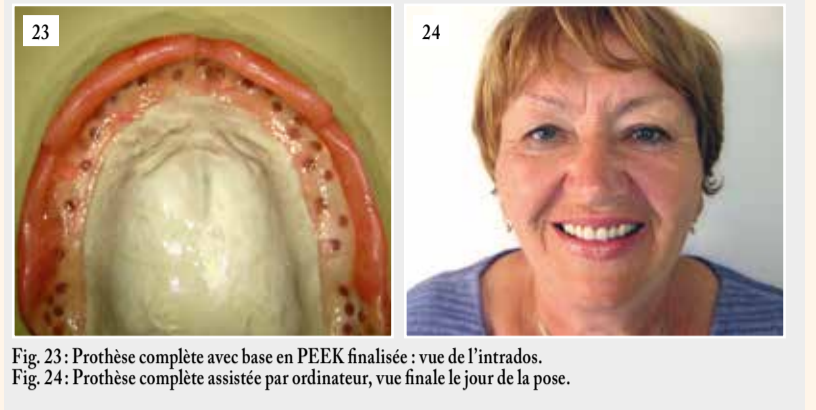 23
24
Fig. 23 : Prothèse complète avec base en PEEK finalisée : vue de l'intrados.
Fig. 24 : Prothèse complète assistée par ordinateur, vue finale le jour de la pose.